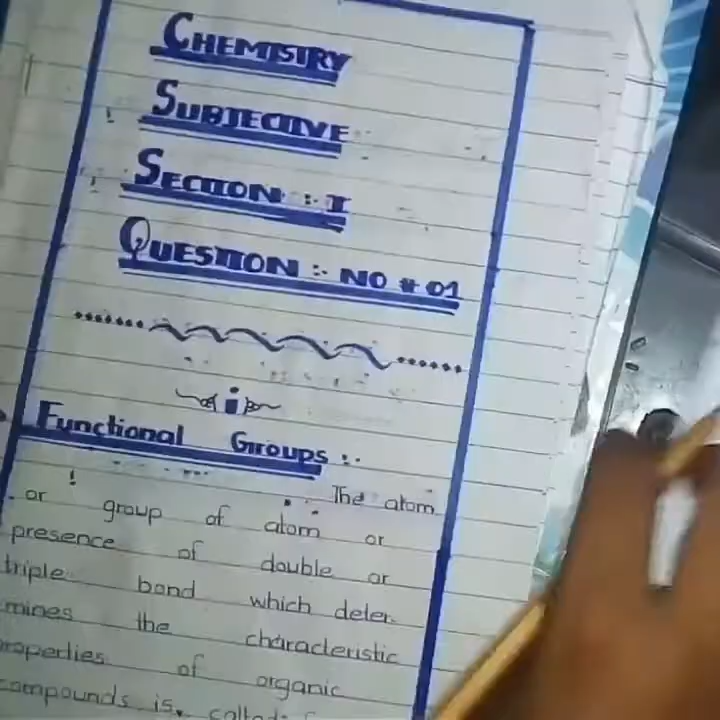 CHEMISTRY
SUBJECTIVE
SECTION :- I
QUESTION :- NO # 01
i
Functional Groups :-
The atom
or group of atom or
presence of double or
triple bond which deter-
mines the characteristic
properties of organic
compounds is called